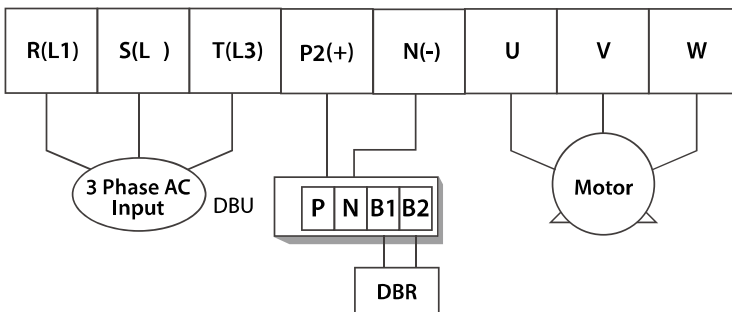 R(L1) S(L ) T(L3) P2(+) N(-) U V W
3 Phase AC
Input
DBU
P N B1 B2
Motor
DBR